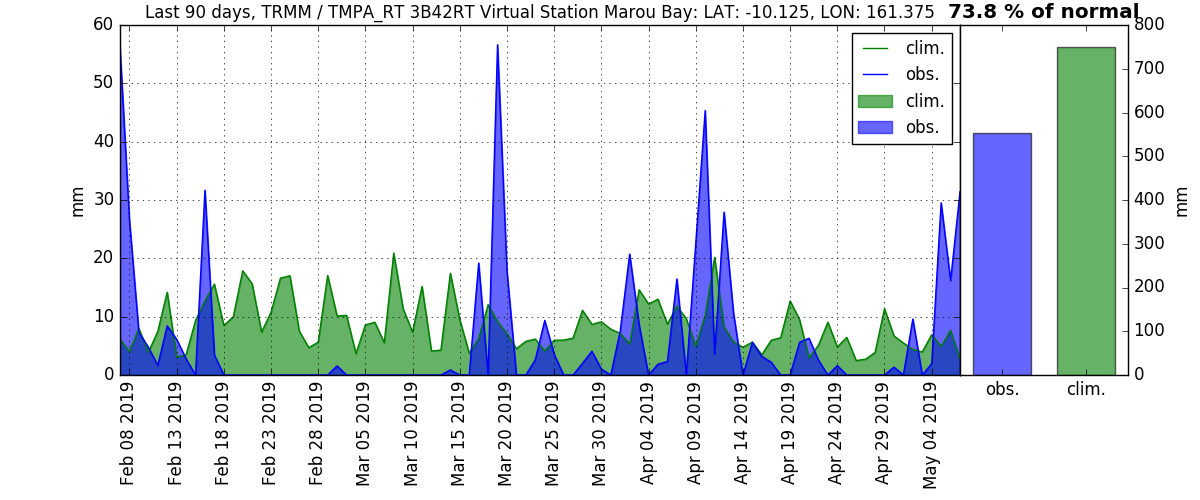 Last 90 days, TRMM / TMPA_RT 3B42RT Virtual Station Marou Bay: LAT: -10.125, LON: 161.375 73.8 % of normal
60
50
40
30
20
10
0
mm
clim.
obs.
clim.
obs.
800
700
600
500
400
300
200
100
0
mm
obs.
clim.
Feb 08 2019
Feb 13 2019
Feb 18 2019
Feb 23 2019
Feb 28 2019
Mar 05 2019
Mar 10 2019
Mar 15 2019
Mar 20 2019
Mar 25 2019
Mar 30 2019
Apr 04 2019
Apr 09 2019
Apr 14 2019
Apr 19 2019
Apr 24 2019
Apr 29 2019
May 04 2019